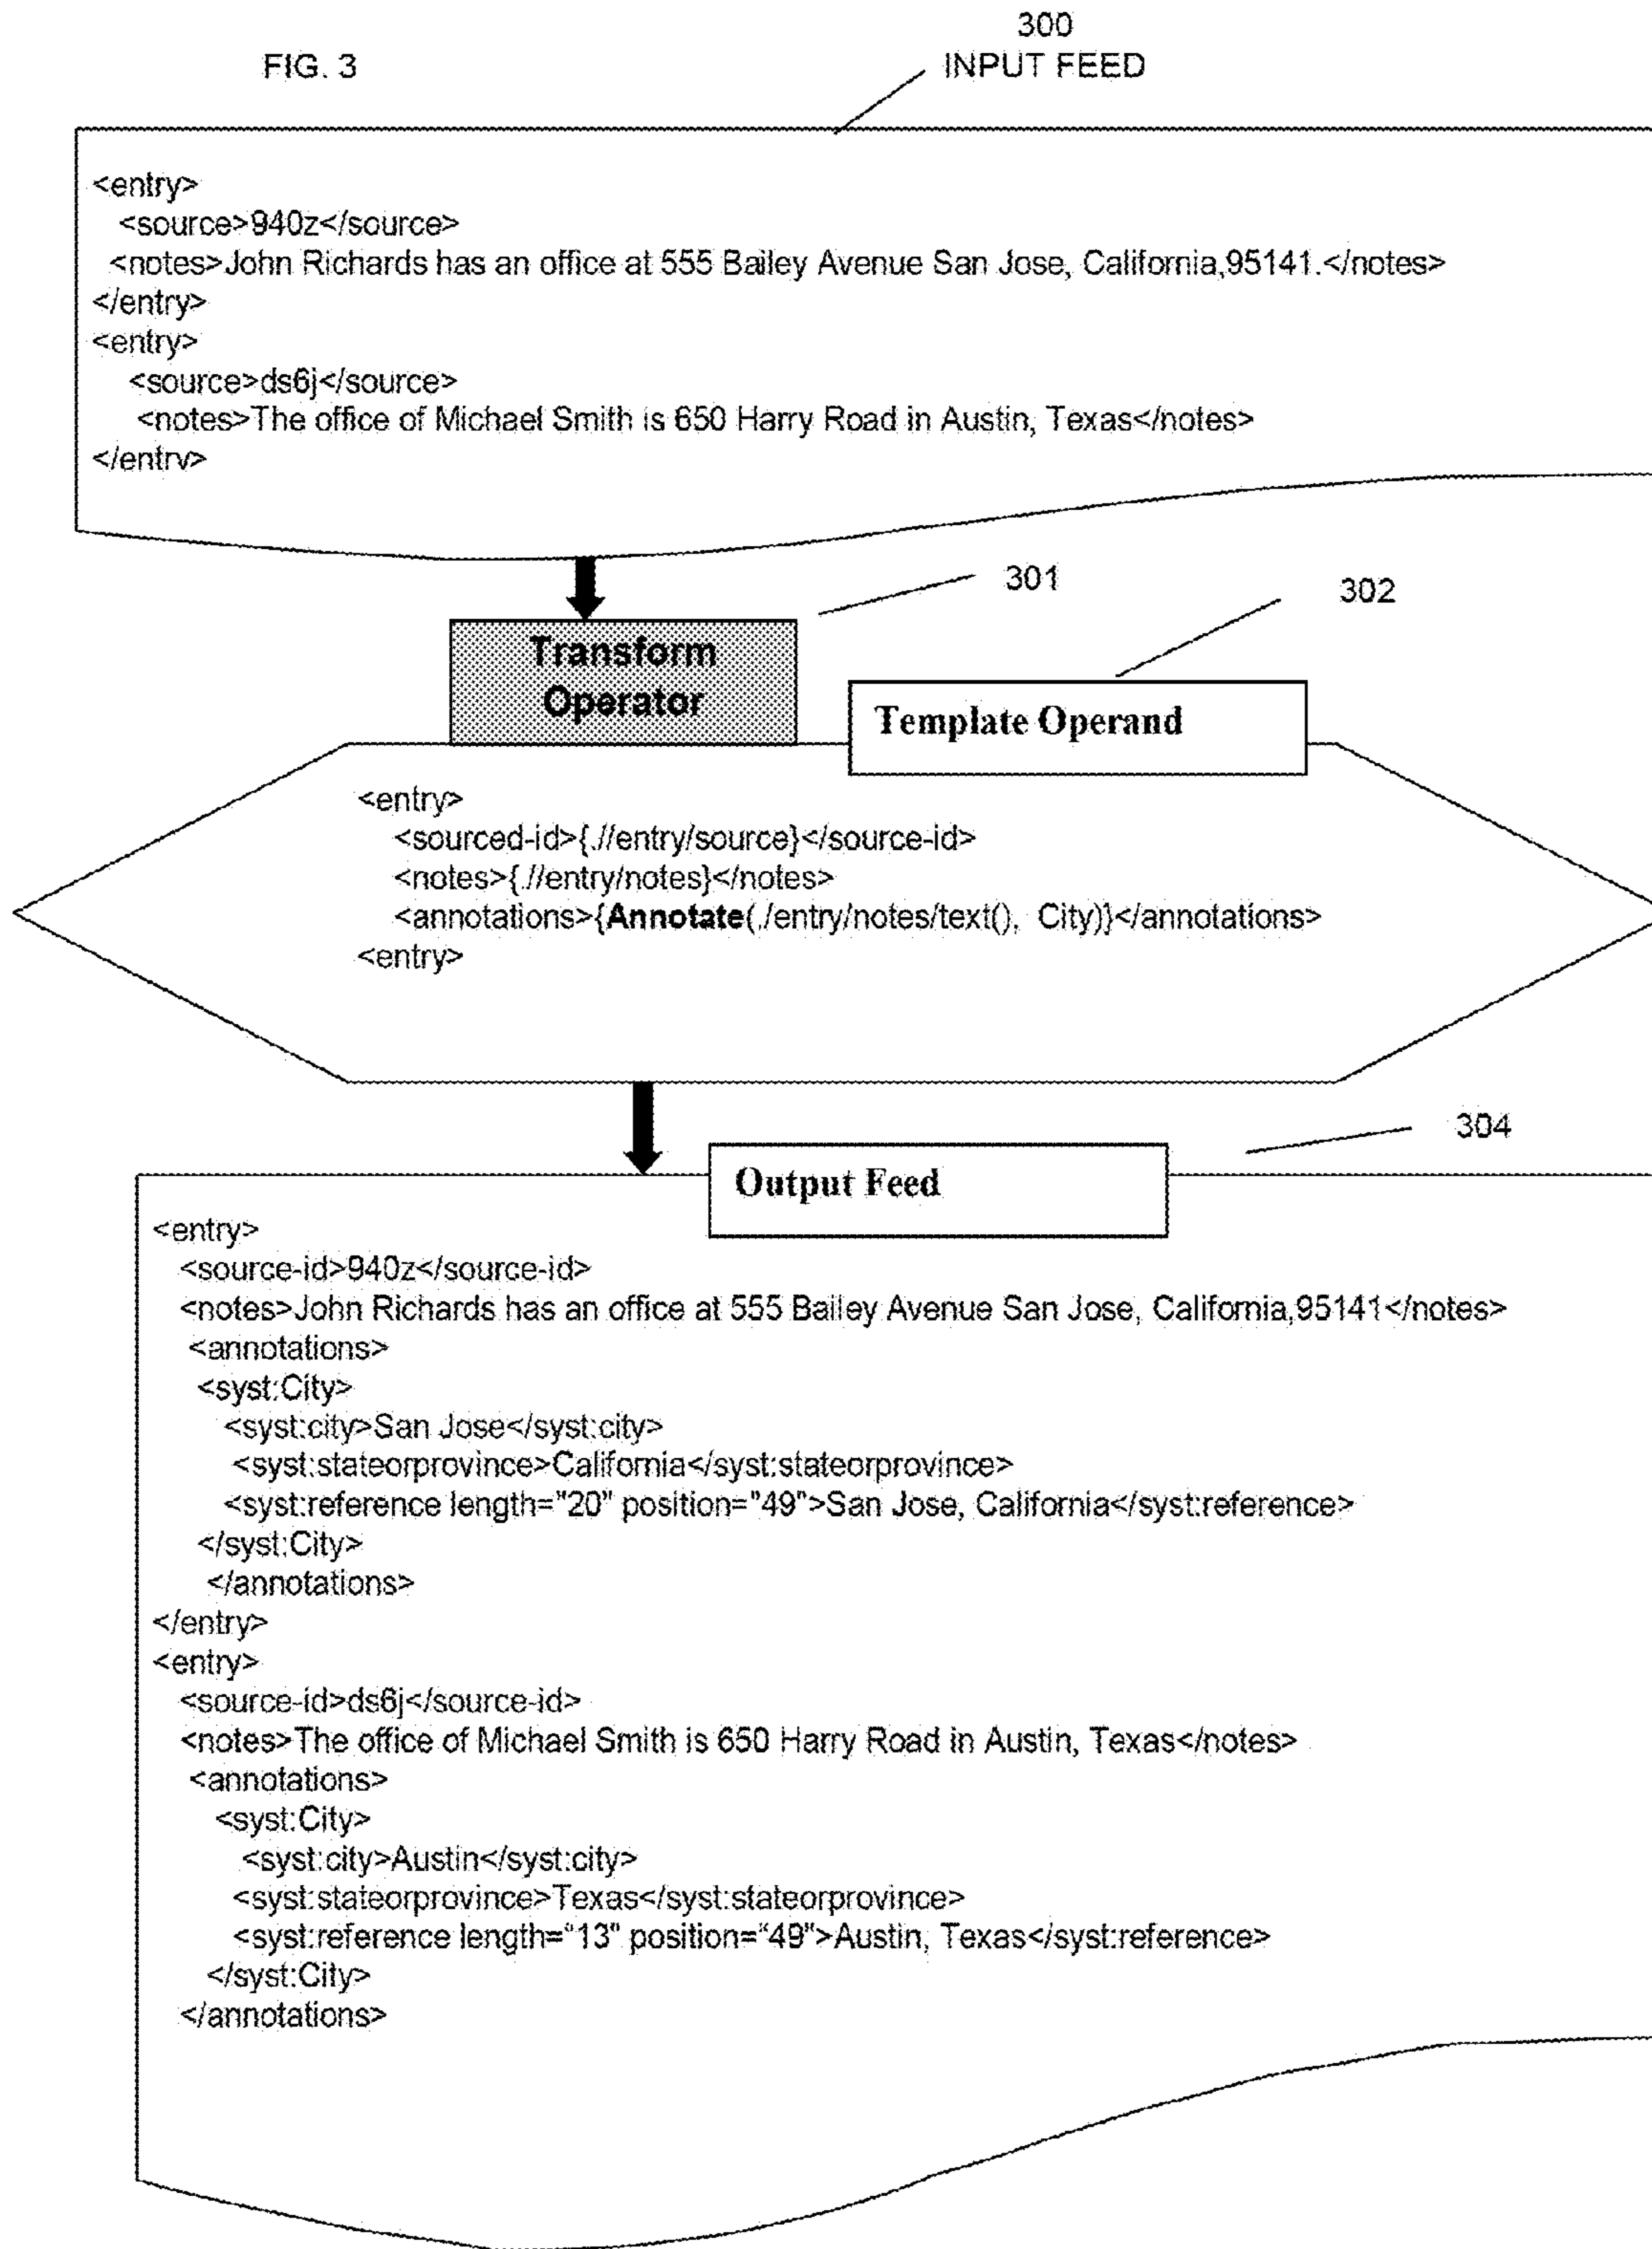 300
FIG. 3
INPUT FEED
<entry>
<source>940z</source>
<notes>John Richards has an office at 555 Bailey Avenue San Jose, California,95141.</notes>
</entry>
<entry>
<source>ds6j</source>
<notes>The office of Michael Smith is 650 Harry Road in Austin, Texas</notes>
</entry>
301
302
Transform
Operator
Template Operand
<entry>
<sourced-id>{.//entry/source}</source-id>
<notes>{.//entry/notes}</notes>
<annotations>{Annotate(./entry/notes/text(), City)}</annotations>
<entry>
304
Output Feed
<entry>
<source-id>940z</source-id>
<notes>John Richards has an office at 555 Bailey Avenue San Jose, California,95141</notes>
<annotations>
<syst:City>
<syst:city>San Jose</syst:city>
<syst:stateorprovince>California</syst:stateorprovince>
<syst:reference length="20" position="49">San Jose, California</syst:reference>
</syst:City>
</annotations>
</entry>
<entry>
<source-id>ds6j</source-id>
<notes>The office of Michael Smith is 650 Harry Road in Austin, Texas</notes>
<annotations>
<syst:City>
<syst:city>Austin</syst:city>
<syst:stateorprovince>Texas</syst:stateorprovince>
<syst:reference length="13" position="49">Austin, Texas</syst:reference>
</syst:City>
</annotations>